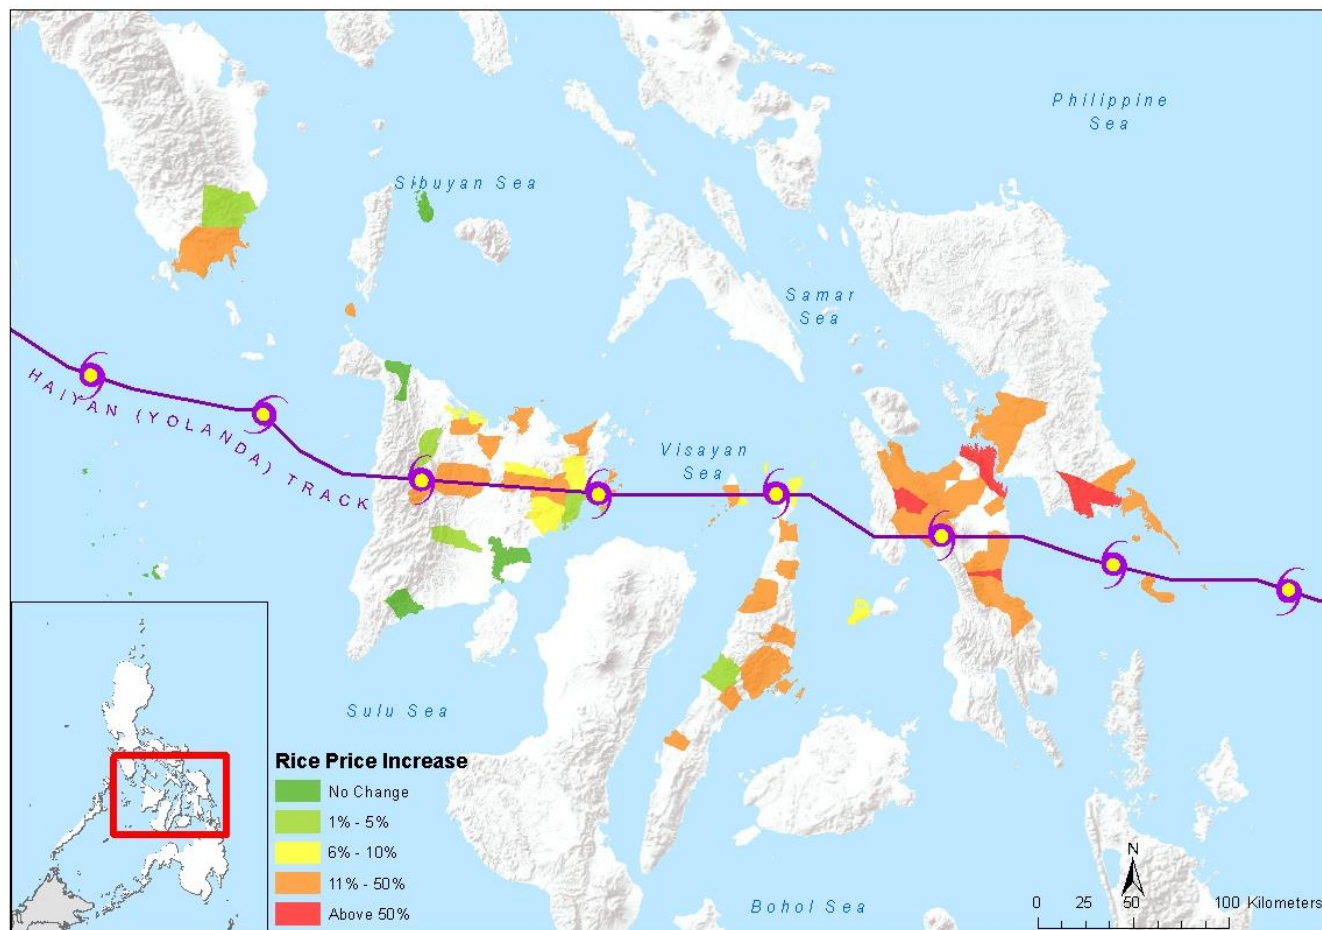 Philippine
Sea
Sibuyan Sea
Samar
Sea
HAIYAN (YOLANDA) TRACK
Visayan
Sea
Sulu Sea
Rice Price Increase
No Change
1% - 5%
6% - 10%
11% - 50%
Above 50%
Bohol Sea
N
0 25 50 100 Kilometers